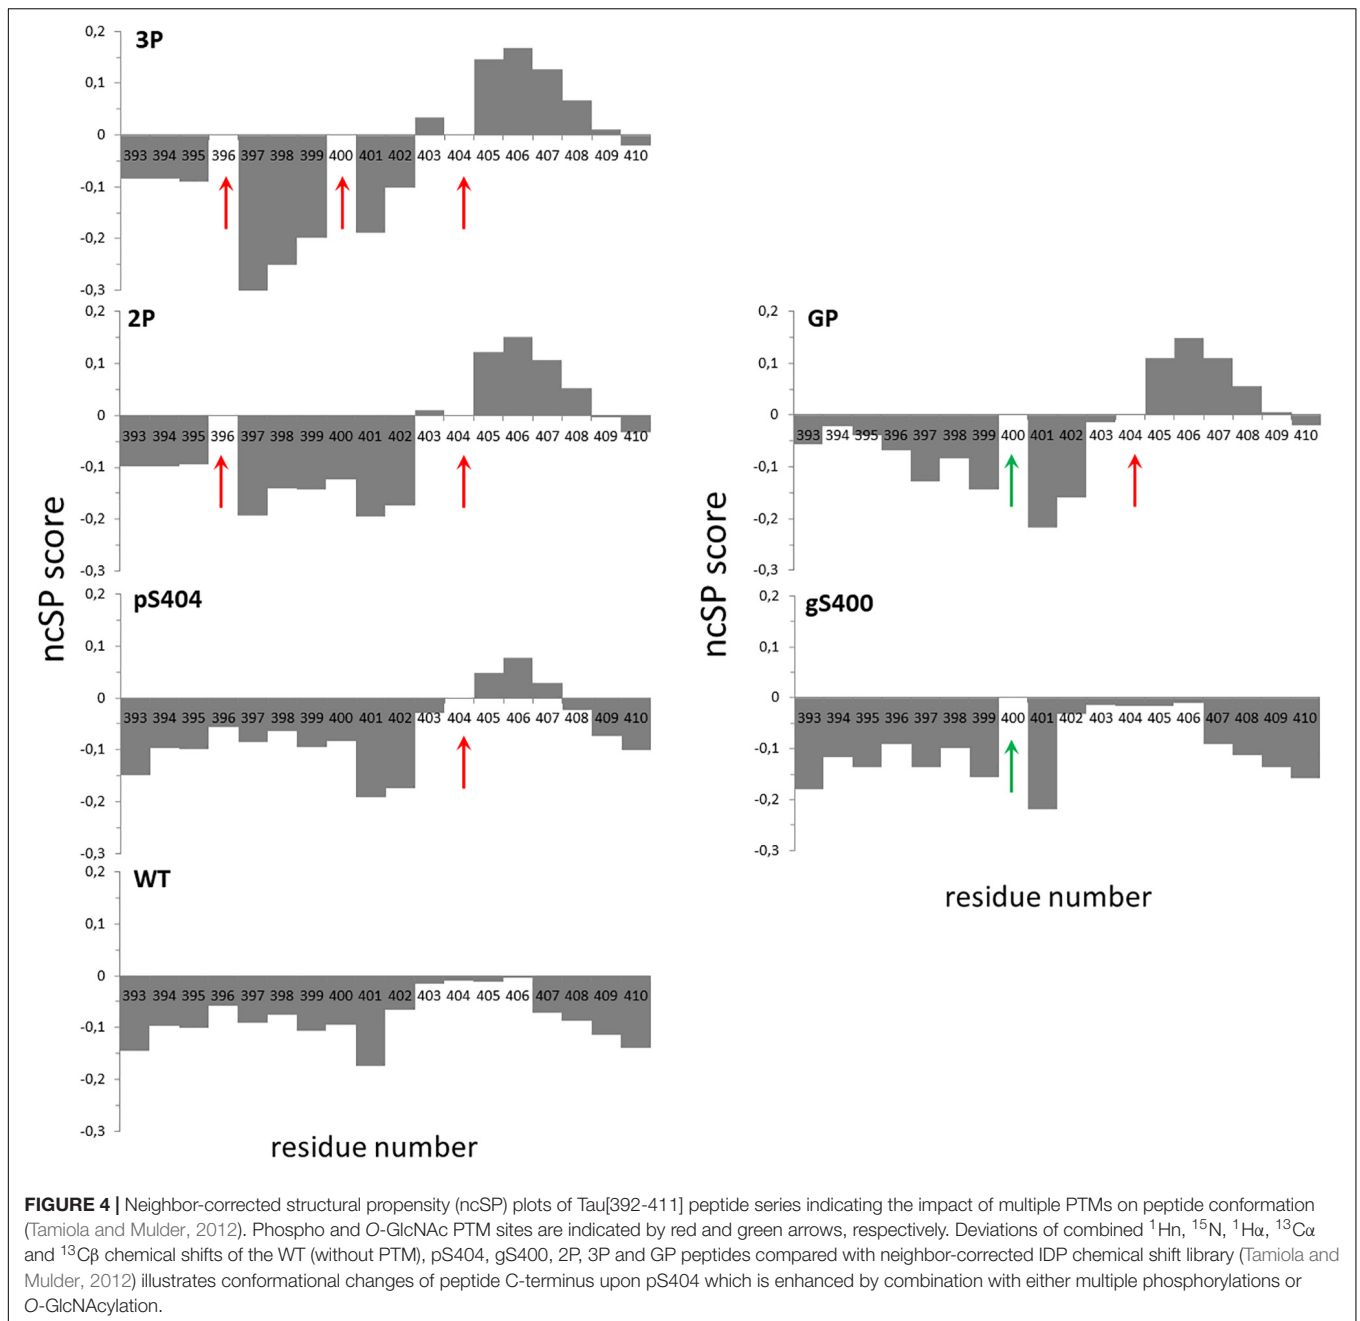 3P
0,2
0,1
0
-0,1
-0,2
-0,3
393 394 395 396 397 398 399 400 401 402 403 404 405 406 407 408 409 410
2P
0,2
0,1
0
-0,1
-0,2
-0,3
393 394 395 396 397 398 399 400 401 402 403 404 405 406 407 408 409 410
pS404
0,2
0,1
0
-0,1
-0,2
-0,3
393 394 395 396 397 398 399 400 401 402 403 404 405 406 407 408 409 410
WT
0,2
0,1
0
-0,1
-0,2
-0,3
393 394 395 396 397 398 399 400 401 402 403 404 405 406 407 408 409 410
ncSP score
residue number
GP
0,2
0,1
0
-0,1
-0,2
-0,3
393 394 395 396 397 398 399 400 401 402 403 404 405 406 407 408 409 410
gS400
0,2
0,1
0
-0,1
-0,2
-0,3
393 394 395 396 397 398 399 400 401 402 403 404 405 406 407 408 409 410
ncSP score
residue number
FIGURE 4 | Neighbor-corrected structural propensity (ncSP) plots of Tau[392-411] peptide series indicating the impact of multiple PTMs on peptide conformation
(Tamiola and Mulder, 2012). Phospho and O-GlcNAc PTM sites are indicated by red and green arrows, respectively. Deviations of combined ¹Hn, ¹⁵N, ¹Hα, ¹³Cα
and ¹³Cβ chemical shifts of the WT (without PTM), pS404, gS400, 2P, 3P and GP peptides compared with neighbor-corrected IDP chemical shift library (Tamiola and
Mulder, 2012) illustrates conformational changes of peptide C-terminus upon pS404 which is enhanced by combination with either multiple phosphorylations or
O-GlcNAcylation.